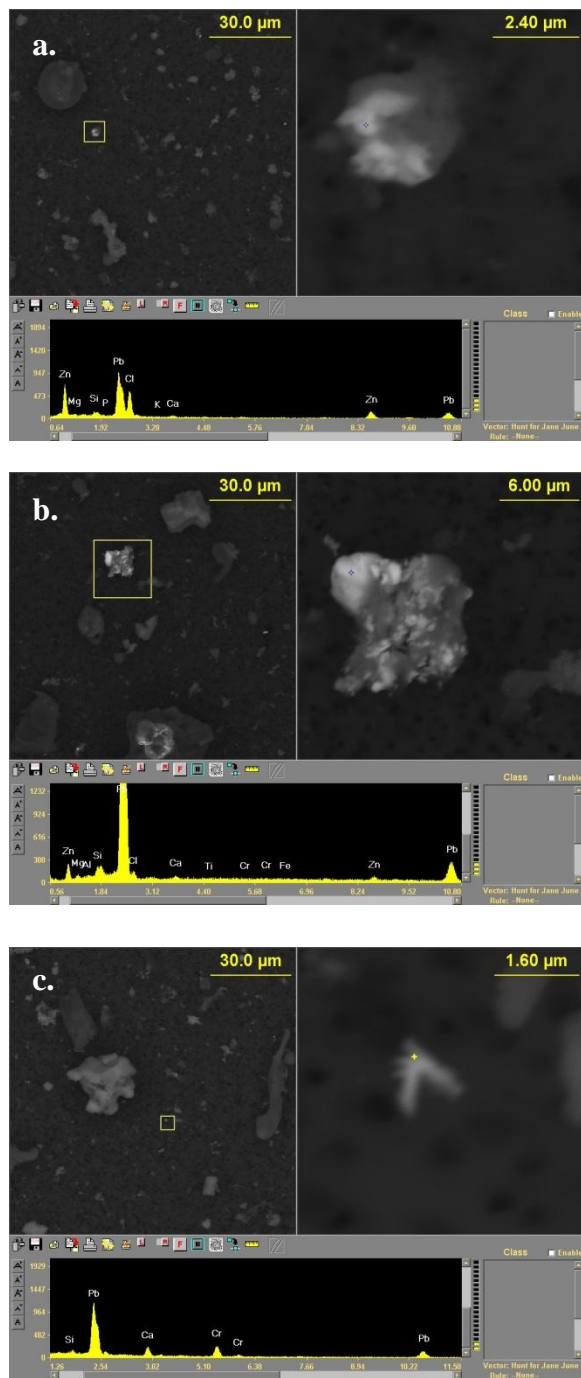 a.
30.0 µm
2.40 µm
Class
Enable
1894
1420
947
473
0
Zn
Mg
Si
P
Pb
Cl
K
Ca
Zn
Pb
0.64 1.92 3.20 4.48 5.76 7.04 8.32 9.60 10.88
Vector: Hunt for Jane June
Rule: --None--
b.
30.0 µm
6.00 µm
Class
Enable
1232
924
616
308
0
Zn
Mg
Al
Si
Cl
Ca
Ti
Cr
Cr
Fe
Zn
Pb
0.56 1.84 3.12 4.40 5.68 6.96 8.24 9.52 10.80
Vector: Hunt for Jane June
Rule: --None--
c.
30.0 µm
1.60 µm
Class
Enable
1929
1447
964
482
0
Si
Pb
Ca
Cr
Cr
Pb
1.26 2.54 3.82 5.10 6.38 7.66 8.94 10.22 11.50
Vector: Hunt for Jane June
Rule: --None--